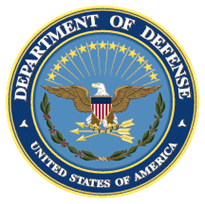 DEPARTMENT OF DEFENSE
UNITED STATES OF AMERICA